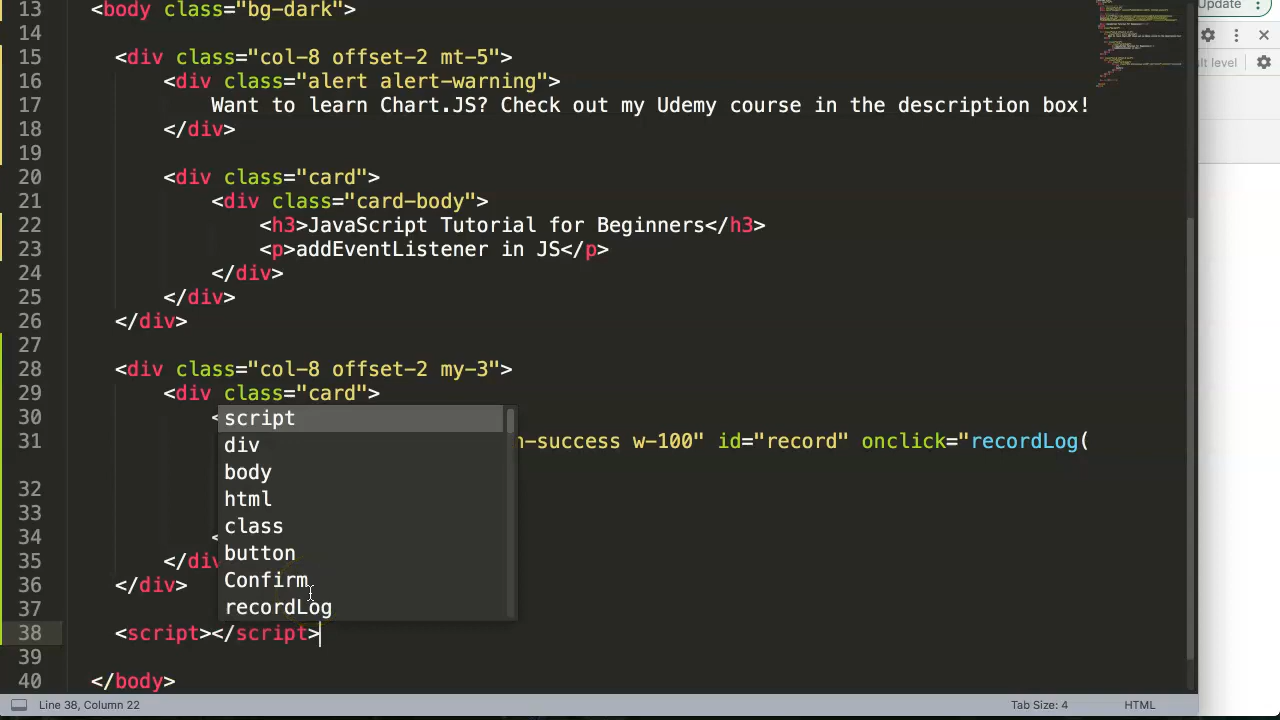 Update
13 <body class="bg-dark">
14
15 <div class="col-8 offset-2 mt-5">
ult level
16 <div class="alert alert-warning">
17 Want to learn Chart.JS? Check out my Udemy course in the description box!
18 </div>
19
20 <div class="card">
21 <div class="card-body">
22 <h3>JavaScript Tutorial for Beginners</h3>
23 <p>addEventListener in JS</p>
24 </div>
25 </div>
26 </div>
27
28 <div class="col-8 offset-2 my-3">
29 <div class="card">
30 <
script
31 n-success w-100" id="record" onclick="recordLog(
div
body
32
html
33
class
34 <
button
35 </div
Confirm
36 </div>
recordLog
37
38 <script></script>
39
40 </body>
Line 38, Column 22
Tab Size: 4
HTML